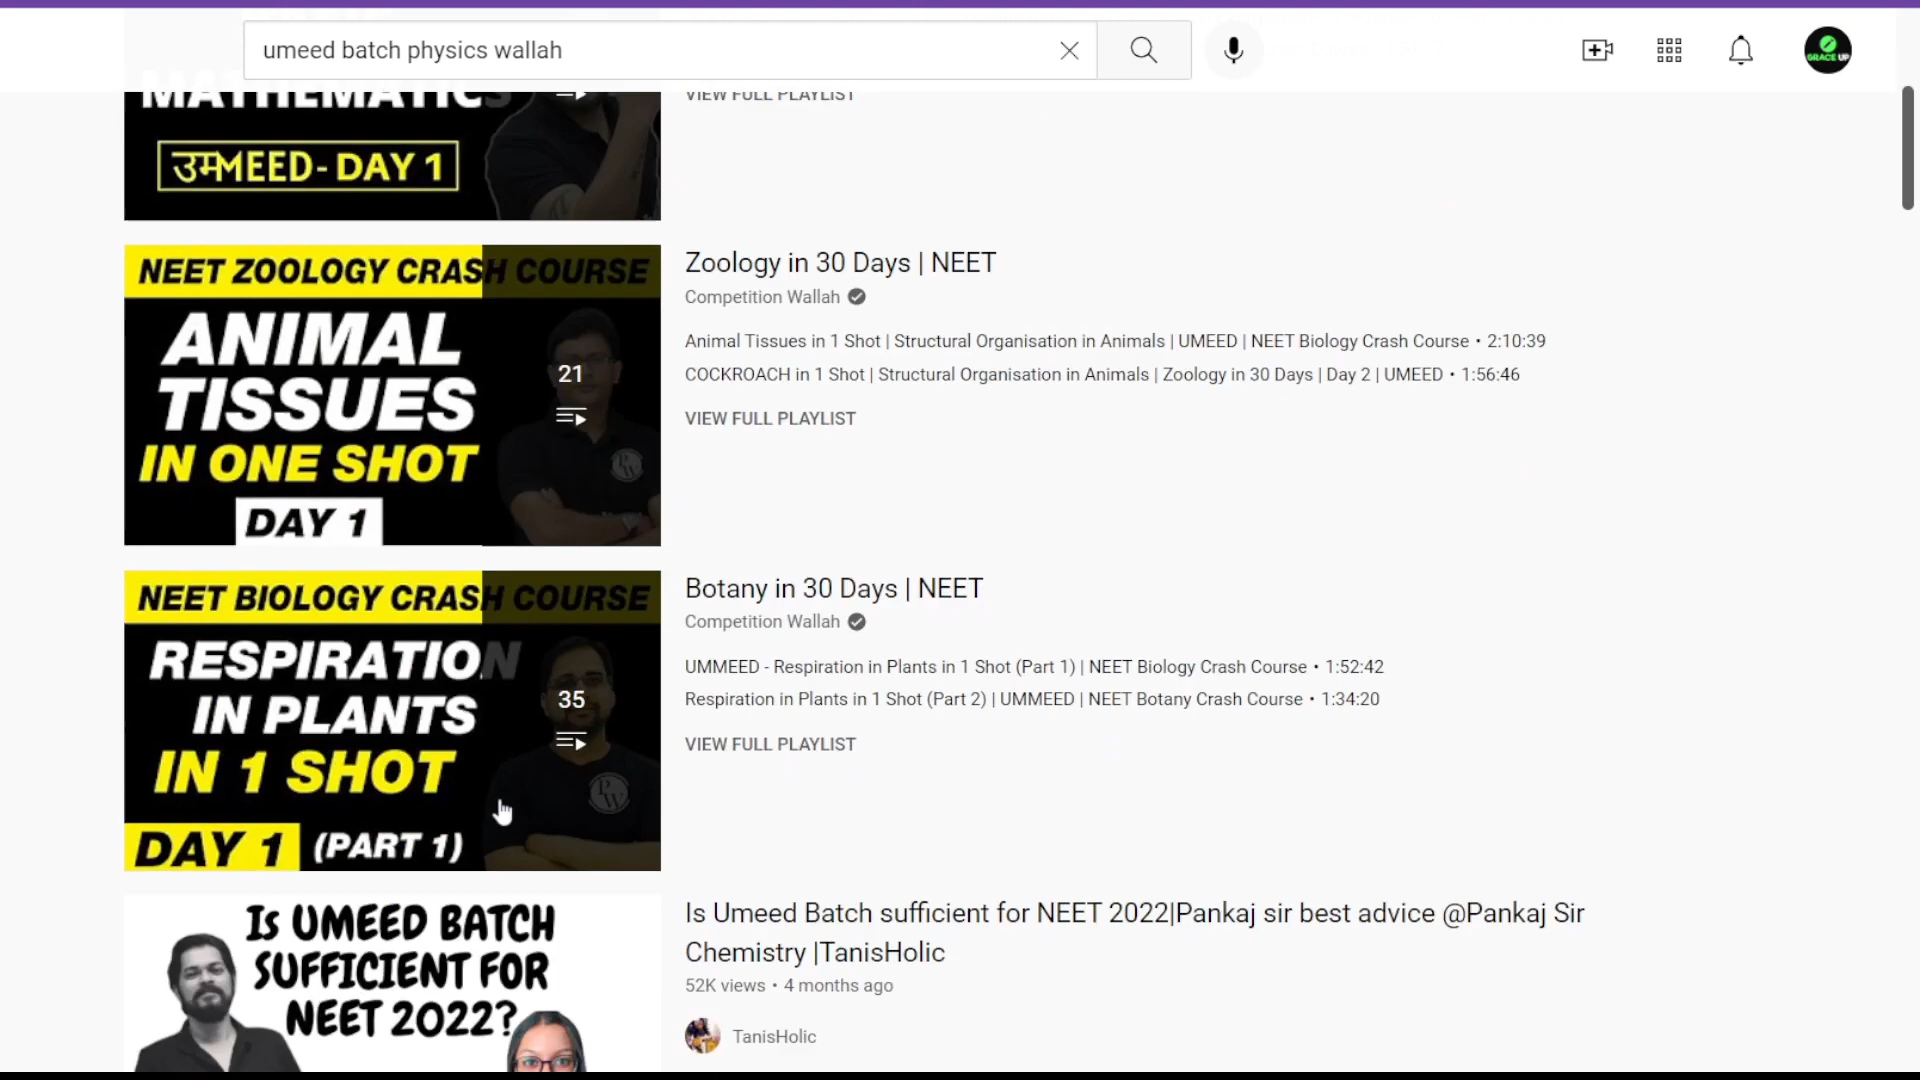 umeed batch physics wallah
GRACE UP
MATHEMATICS
VIEW FULL PLAYLIST
उम्MEED- DAY 1
NEET ZOOLOGY CRASH COURSE
ANIMAL
TISSUES
IN ONE SHOT
DAY 1
21
PW
Zoology in 30 Days | NEET
Competition Wallah
Animal Tissues in 1 Shot | Structural Organisation in Animals | UMEED | NEET Biology Crash Course • 2:10:39
COCKROACH in 1 Shot | Structural Organisation in Animals | Zoology in 30 Days | Day 2 | UMEED • 1:56:46
VIEW FULL PLAYLIST
NEET BIOLOGY CRASH COURSE
RESPIRATION
IN PLANTS
IN 1 SHOT
DAY 1 (PART 1)
35
PW
Botany in 30 Days | NEET
Competition Wallah
UMMEED - Respiration in Plants in 1 Shot (Part 1) | NEET Biology Crash Course • 1:52:42
Respiration in Plants in 1 Shot (Part 2) | UMMEED | NEET Botany Crash Course • 1:34:20
VIEW FULL PLAYLIST
Is UMEED BATCH
SUFFICIENT FOR
NEET 2022?
Is Umeed Batch sufficient for NEET 2022|Pankaj sir best advice @Pankaj Sir
Chemistry |TanisHolic
52K views • 4 months ago
TanisHolic